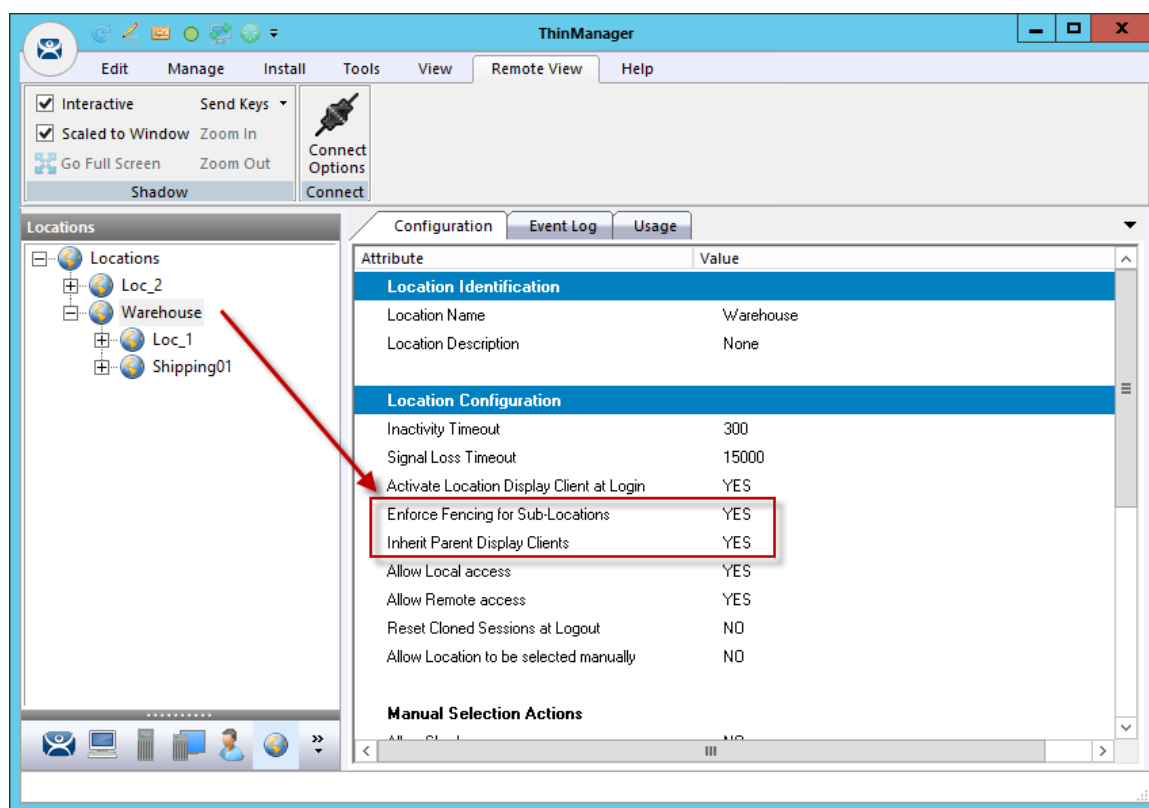 ThinManager
Edit Manage Install Tools View Remote View Help
Interactive Send Keys
Scaled to Window Zoom In
Go Full Screen Zoom Out
Connect Options
Shadow Connect
Locations
Configuration Event Log Usage
Locations
Loc_2
Warehouse
Loc_1
Shipping01
Attribute Value
Location Identification
Location Name Warehouse
Location Description None
Location Configuration
Inactivity Timeout 300
Signal Loss Timeout 15000
Activate Location Display Client at Login YES
Enforce Fencing for Sub-Locations YES
Inherit Parent Display Clients YES
Allow Local access YES
Allow Remote access YES
Reset Cloned Sessions at Logout NO
Allow Location to be selected manually NO
Manual Selection Actions